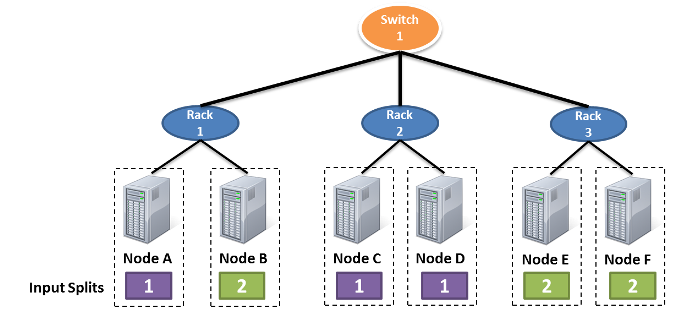 Switch
1
Rack
1
Rack
2
Rack
3
Node A
Node B
Node C
Node D
Node E
Node F
Input Splits
1
2
1
1
2
2